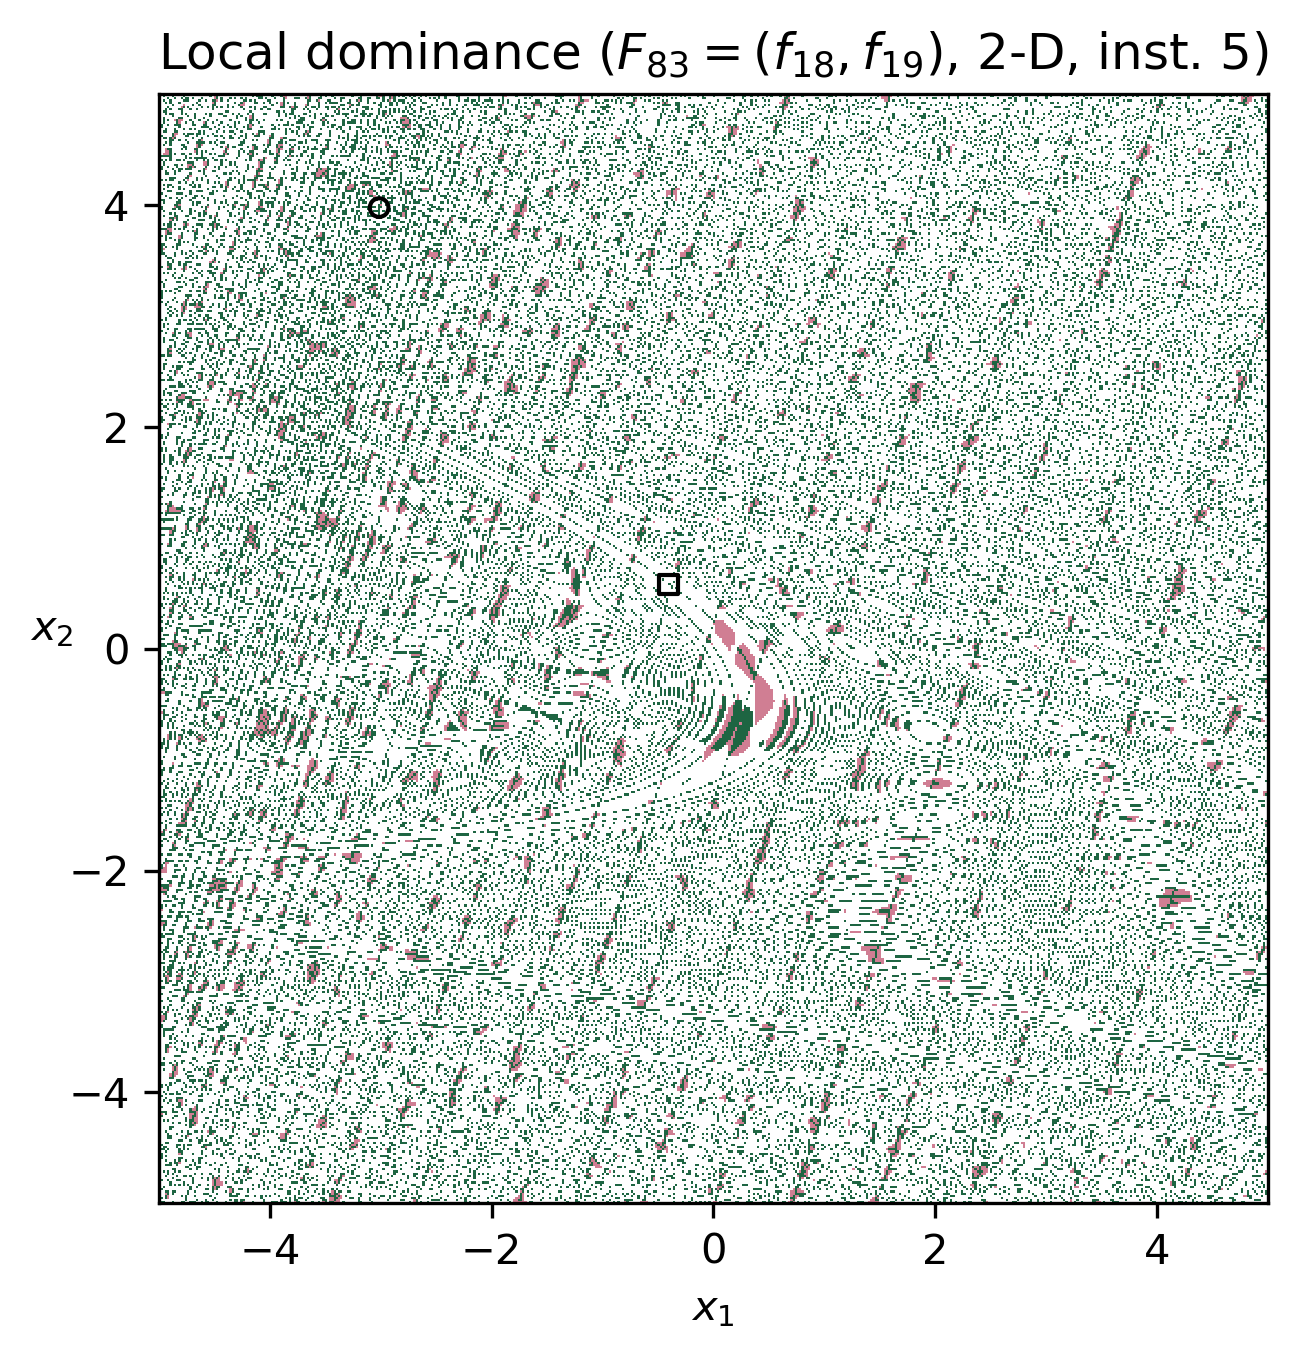 Local dominance (F₈₃ = (f₁₈, f₁₉), 2-D, inst. 5)
4
2
x₂
0
−2
−4
−4 −2 0 2 4
x₁